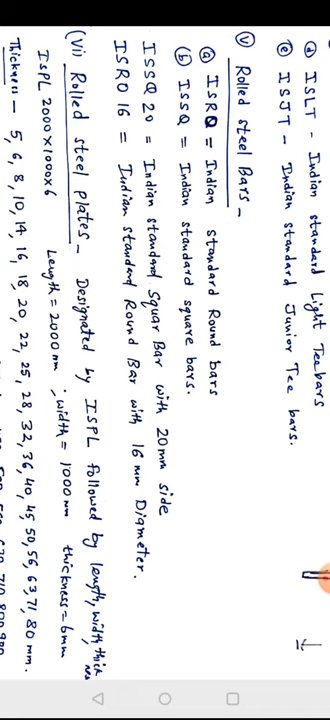 ⓓ ISLT - Indian standard Light Tee bars
ⓔ ISJT - Indian standard Junior Tee bars.
Ⓥ Rolled steel Bars -
ⓐ ISRO = Indian standard Round bars
ⓑ ISSQ = Indian standard square bars.
ISSQ 20 = Indian standard Squar Bar with 20mm side
ISRO 16 = Indian standard Round Bar with 16 mm Diameter.
(vii) Rolled steel plates - Designated by ISPL followed by length, width, thick
ISPL 2000×1000×6 Length = 2000 mm ; width = 1000 mm thickness = 6mm
Thickness - 5, 6, 8, 10, 14, 16, 18, 20, 22, 25, 28, 32, 36, 40, 45, 50, 56, 63, 71, 80 mm.